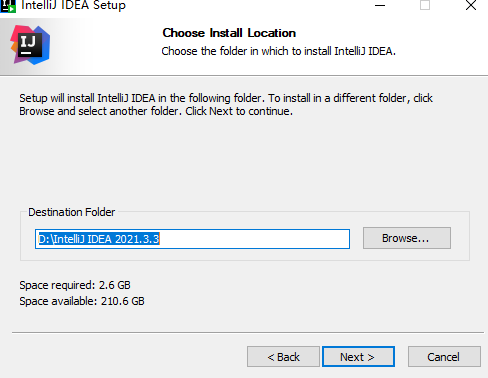 IntelliJ IDEA Setup
IJ
Choose Install Location
Choose the folder in which to install IntelliJ IDEA.
Setup will install IntelliJ IDEA in the following folder. To install in a different folder, click
Browse and select another folder. Click Next to continue.
Destination Folder
D:\IntelliJ IDEA 2021.3.3
Browse...
Space required: 2.6 GB
Space available: 210.6 GB
< Back
Next >
Cancel